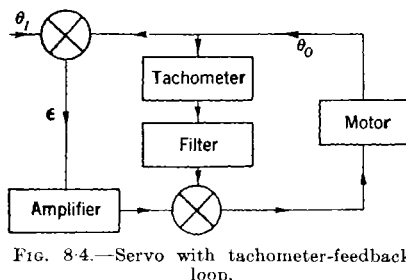 θI
θO
Tachometer
ϵ
Filter
Motor
Amplifier
Fig. 8·4.—Servo with tachometer-feedback
loop.